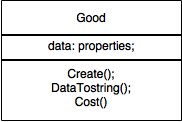 Good
data: properties;
Create();
DataTostring();
Cost()